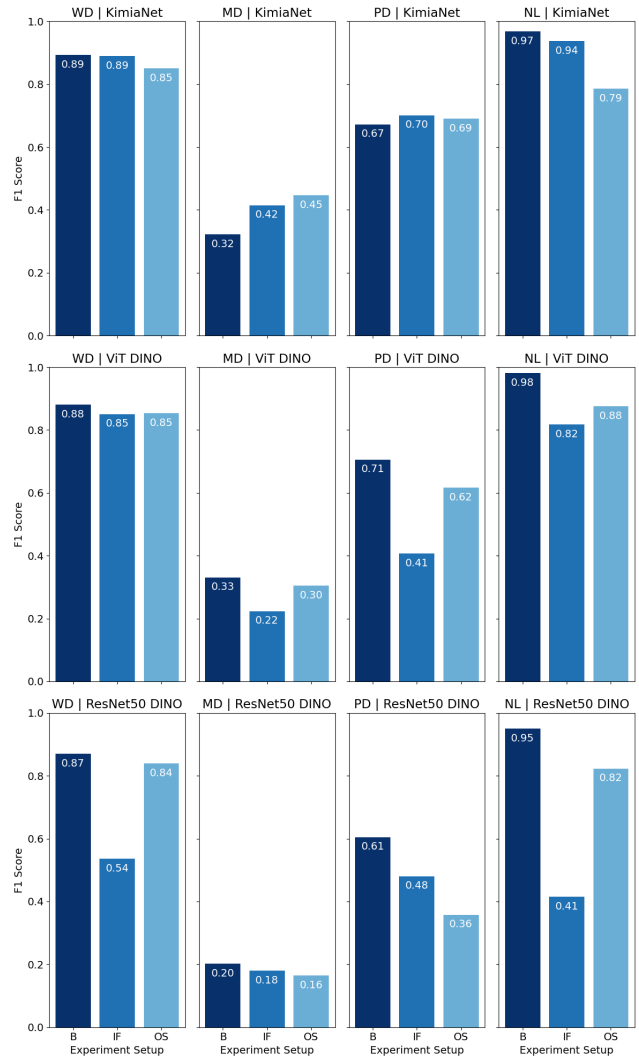 WD | KimiaNet
MD | KimiaNet
PD | KimiaNet
NL | KimiaNet
F1 Score
1.0
0.8
0.6
0.4
0.2
0.0
0.89
0.89
0.85
0.32
0.42
0.45
0.67
0.70
0.69
0.97
0.94
0.79
WD | ViT DINO
MD | ViT DINO
PD | ViT DINO
NL | ViT DINO
F1 Score
1.0
0.8
0.6
0.4
0.2
0.0
0.88
0.85
0.85
0.33
0.22
0.30
0.71
0.41
0.62
0.98
0.82
0.88
WD | ResNet50 DINO
MD | ResNet50 DINO
PD | ResNet50 DINO
NL | ResNet50 DINO
F1 Score
1.0
0.8
0.6
0.4
0.2
0.0
0.87
0.54
0.84
0.20
0.18
0.16
0.61
0.48
0.36
0.95
0.41
0.82
B IF OS
B IF OS
B IF OS
B IF OS
Experiment Setup
Experiment Setup
Experiment Setup
Experiment Setup